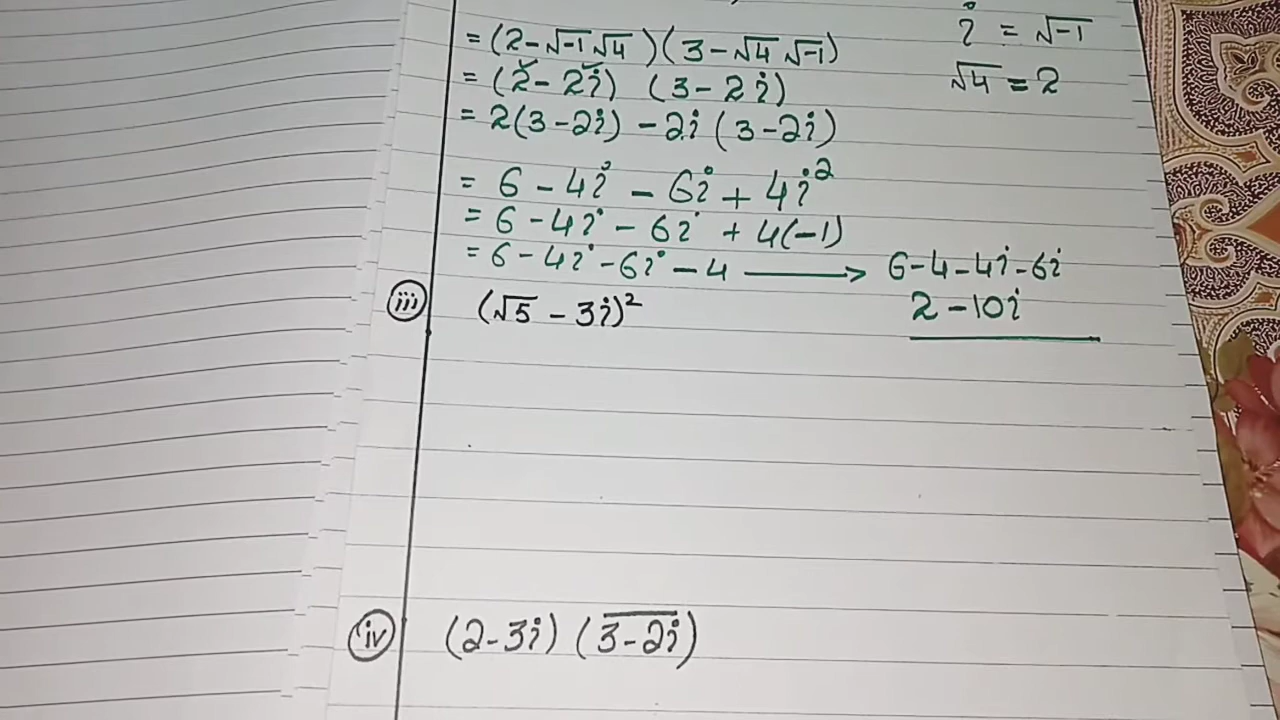 = (2-√-1 √4 ) (3 - √4 √-1)
i = √-1
= (2 - 2i) (3 - 2i)
√4 = 2
= 2(3-2i) - 2i (3-2i)
= 6 - 4i - 6i + 4i²
= 6 - 4i - 6i + 4(-1)
= 6 - 4i - 6i - 4 ⟶ 6-4-4i-6i
iii (√5 - 3i)² 2 - 10i
iv (2-3i) (3̅ ̅-̅ ̅2̅i̅)